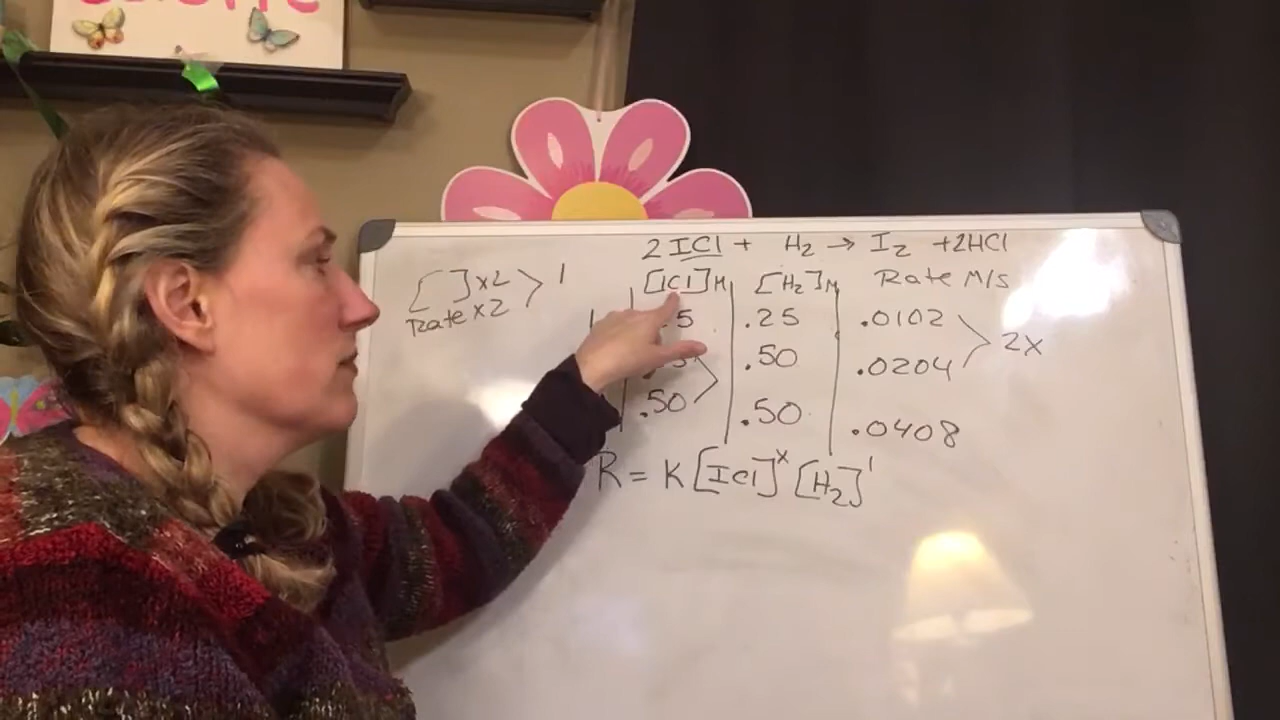 2ICl + H2 → I2 + 2HCl
[ ]x2 > 1
Rate x2
[ICl]M [H2]M Rate M/s
5 .25 .0102
.50 .0204 2x
.50 .50 .0408
R = K[ICl]^x [H2]^1